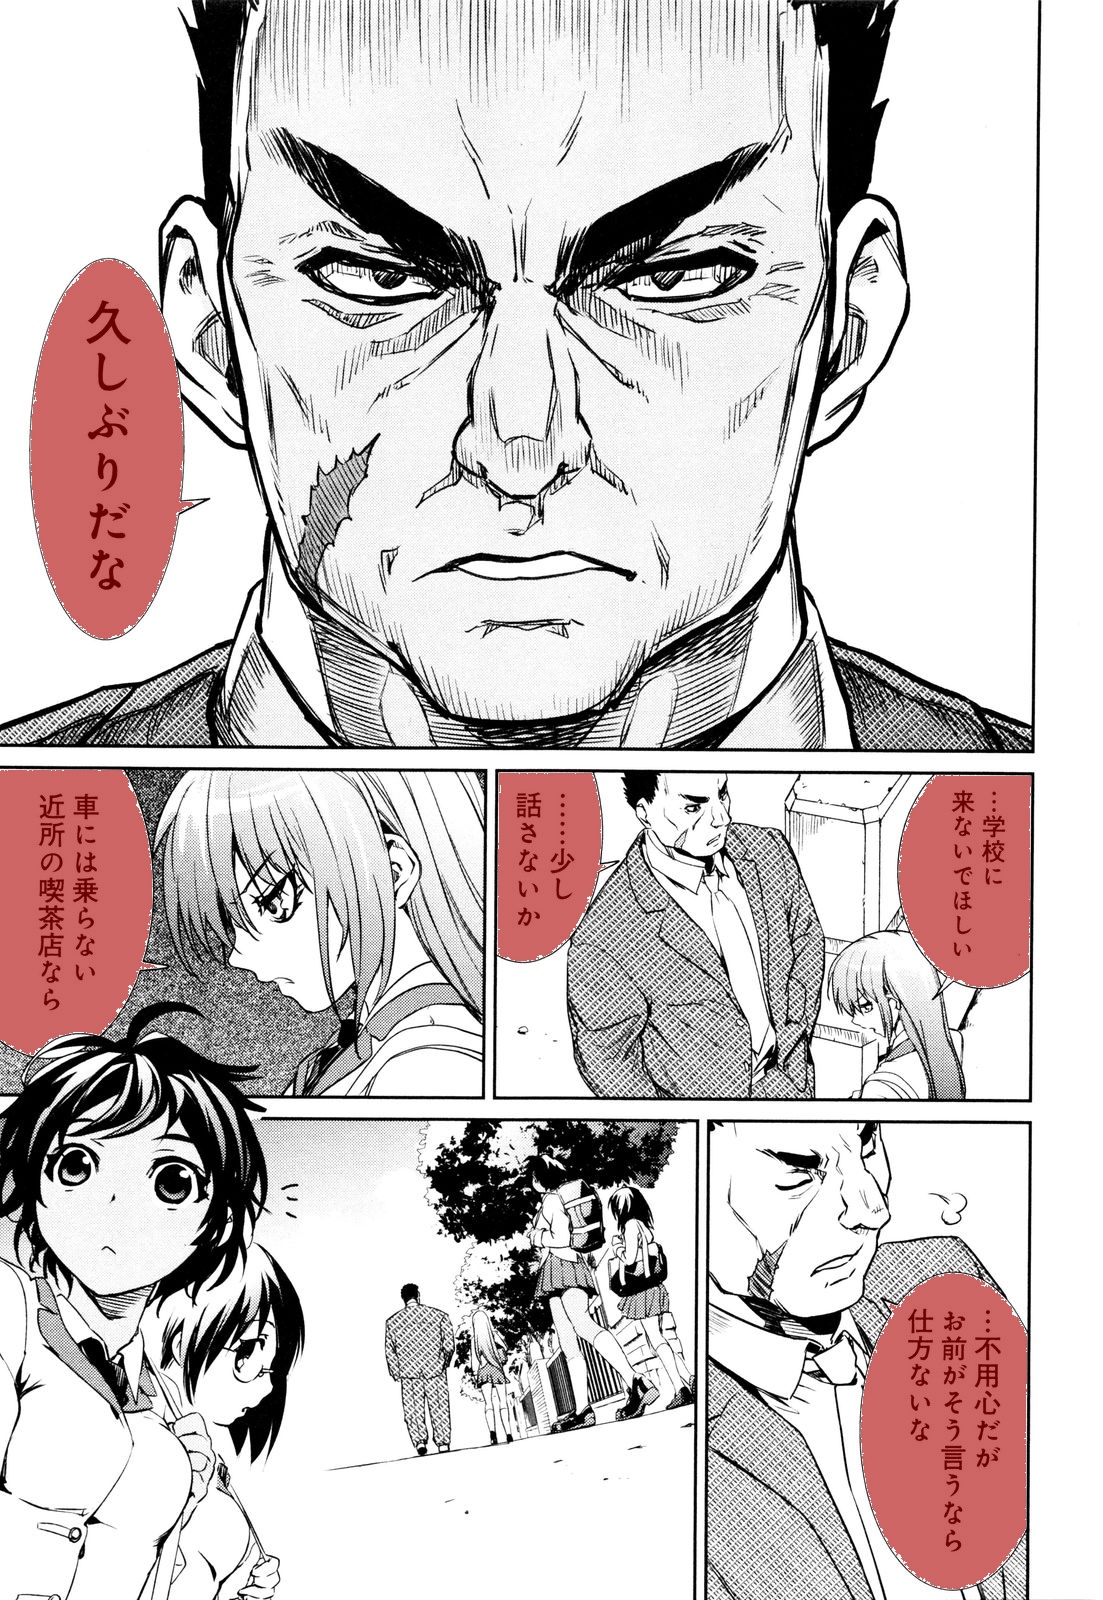 久しぶりだな
…学校に
来ないでほしい
………少し
話さないか
車には乗らない
近所の喫茶店なら
…不用心だが
お前がそう言うなら
仕方ないな